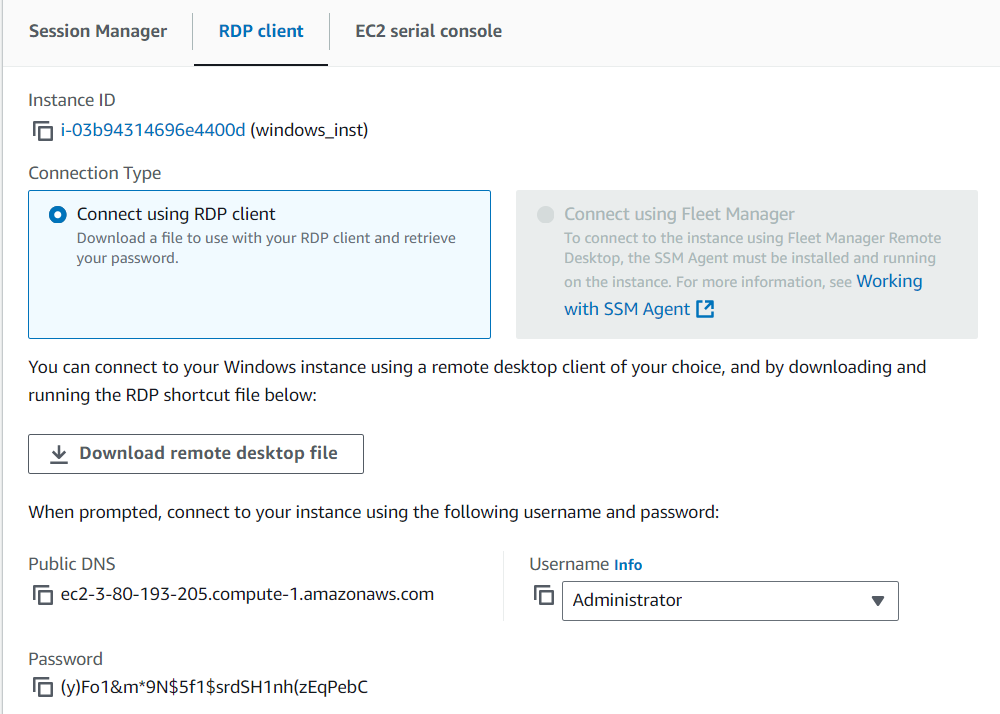 Session Manager
RDP client
EC2 serial console
Instance ID
i-03b94314696e4400d (windows_inst)
Connection Type
Connect using RDP client
Download a file to use with your RDP client and retrieve
your password.
Connect using Fleet Manager
To connect to the instance using Fleet Manager Remote
Desktop, the SSM Agent must be installed and running
on the instance. For more information, see Working
with SSM Agent
You can connect to your Windows instance using a remote desktop client of your choice, and by downloading and
running the RDP shortcut file below:
Download remote desktop file
When prompted, connect to your instance using the following username and password:
Public DNS
ec2-3-80-193-205.compute-1.amazonaws.com
Username Info
Administrator
Password
(y)Fo1&m*9N$5f1$srdSH1nh(zEqPebC